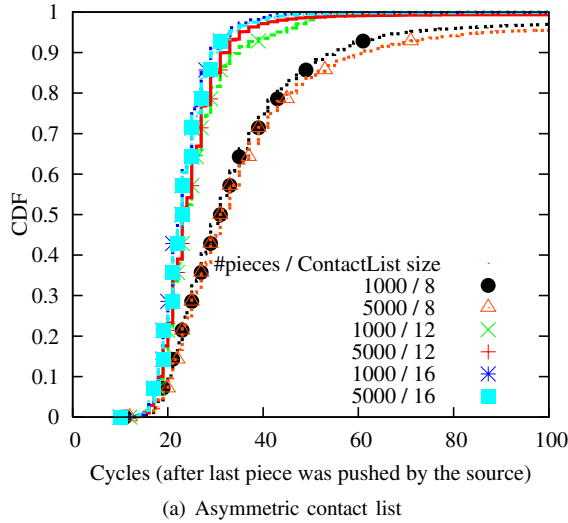 1
0.9
0.8
0.7
0.6
0.5
0.4
0.3
0.2
0.1
0
CDF
#pieces / ContactList size
1000 / 8
5000 / 8
1000 / 12
5000 / 12
1000 / 16
5000 / 16
0 20 40 60 80 100
Cycles (after last piece was pushed by the source)
(a) Asymmetric contact list